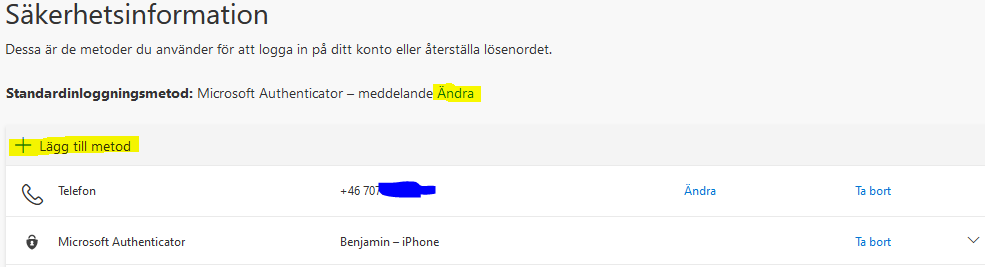 Säkerhetsinformation
Dessa är de metoder du använder för att logga in på ditt konto eller återställa lösenordet.
Standardinloggningsmetod: Microsoft Authenticator – meddelande Ändra
+ Lägg till metod
Telefon +46 707 Ändra Ta bort
Microsoft Authenticator Benjamin – iPhone Ta bort